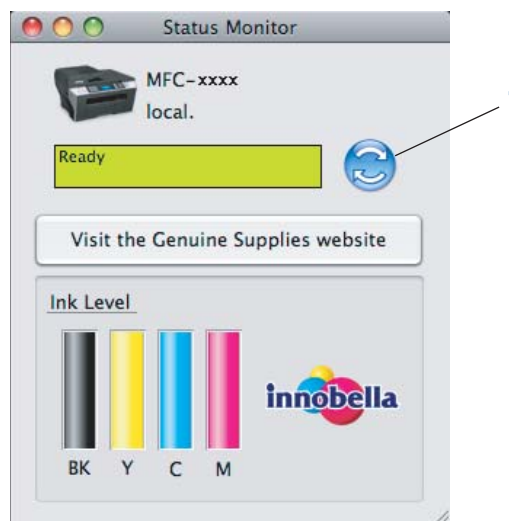 Status Monitor
MFC-xxxx
local.
Ready
Visit the Genuine Supplies website
Ink Level
innobella
BK Y C M